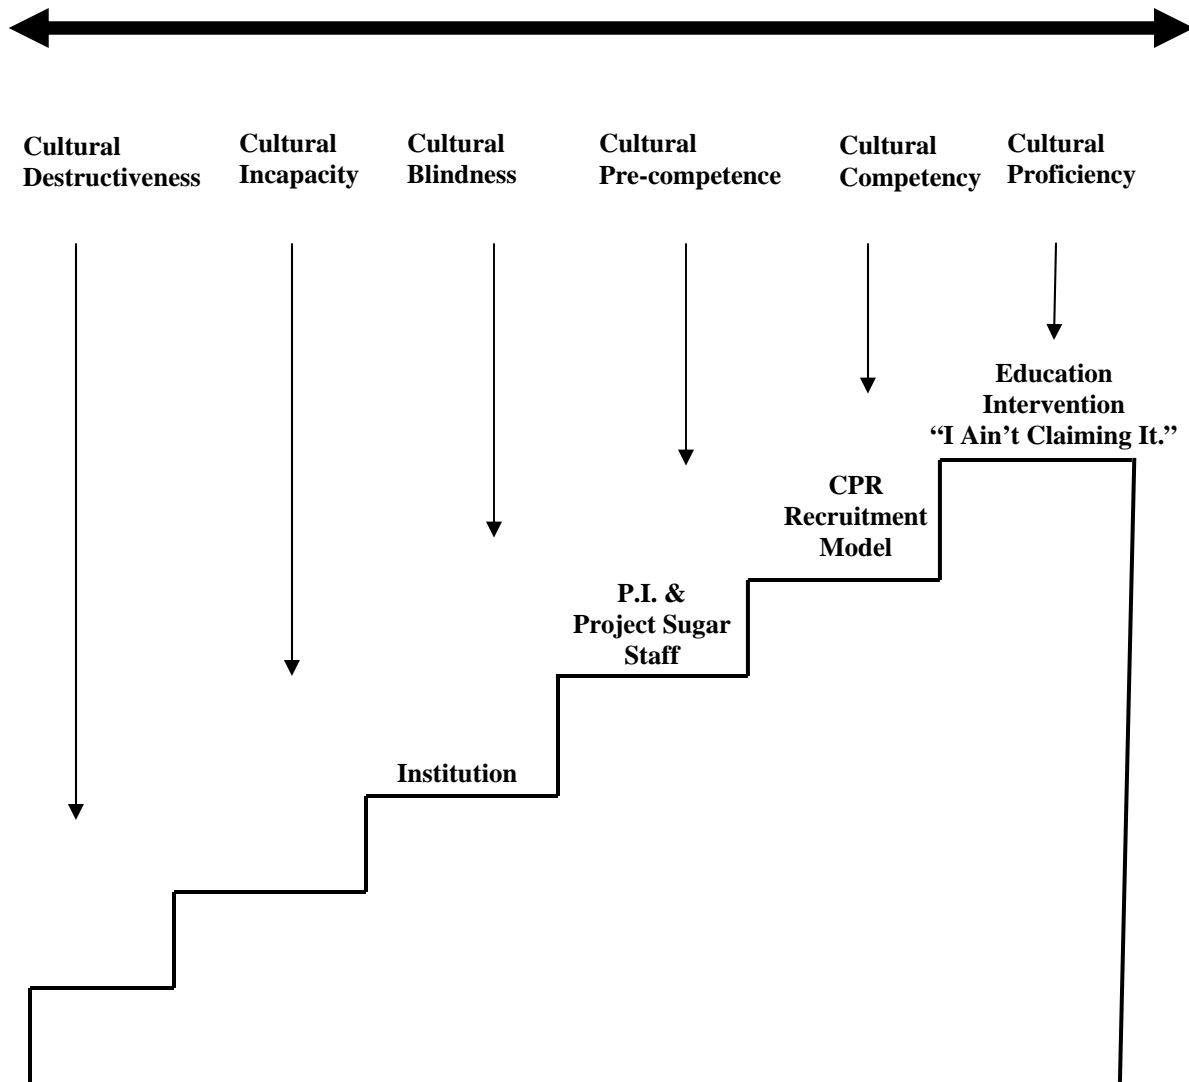 Cultural
Destructiveness
Cultural
Incapacity
Cultural
Blindness
Cultural
Pre-competence
Cultural
Competency
Cultural
Proficiency
Education
Intervention
“I Ain’t Claiming It.”
CPR
Recruitment
Model
P.I. &
Project Sugar
Staff
Institution